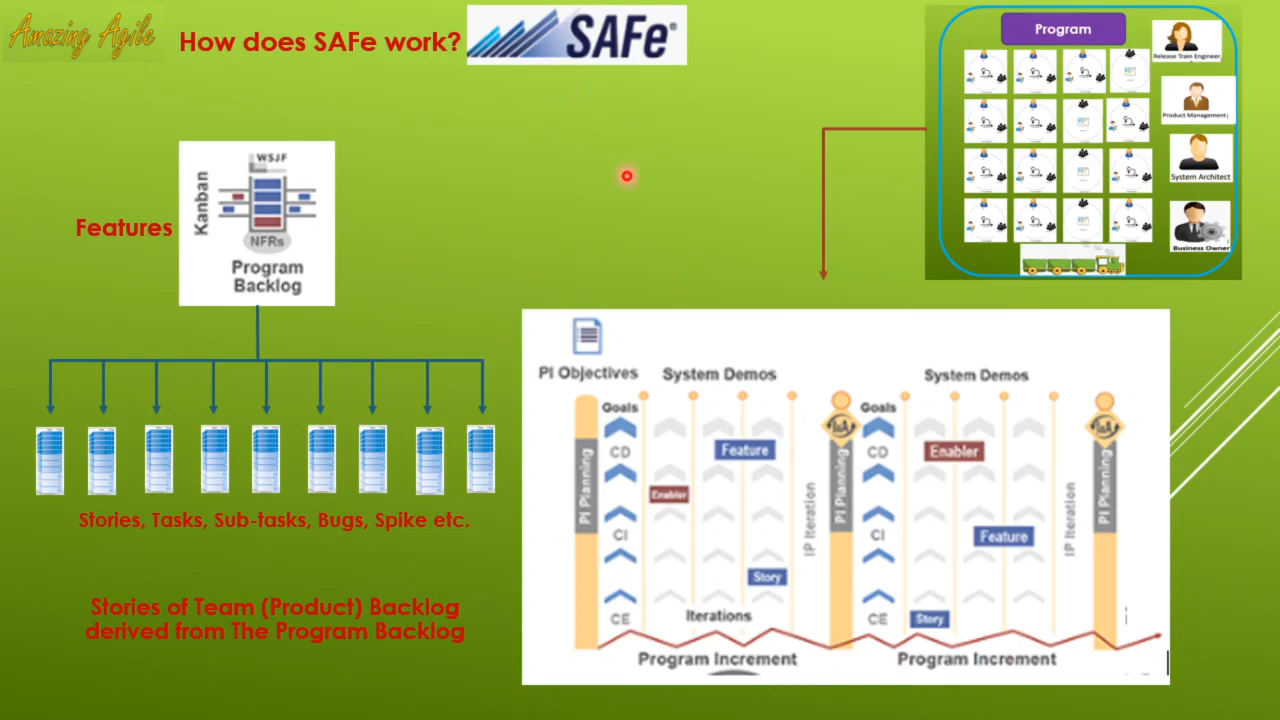 Amazing Agile
How does SAFe work?
SAFe®
Program
Release Train Engineer
Product Management
System Architect
Business Owner
Features
Kanban
WSJF
NFRs
Program
Backlog
Stories, Tasks, Sub-tasks, Bugs, Spike etc.
Stories of Team (Product) Backlog
derived from The Program Backlog
PI Objectives
System Demos
System Demos
Goals
Goals
CD
Feature
Enabler
Enabler
PI Planning
PI Planning
PI Planning
IP Iteration
IP Iteration
CI
Feature
Story
CE
Iterations
CE
Story
Program Increment
Program Increment
I&A
I&A